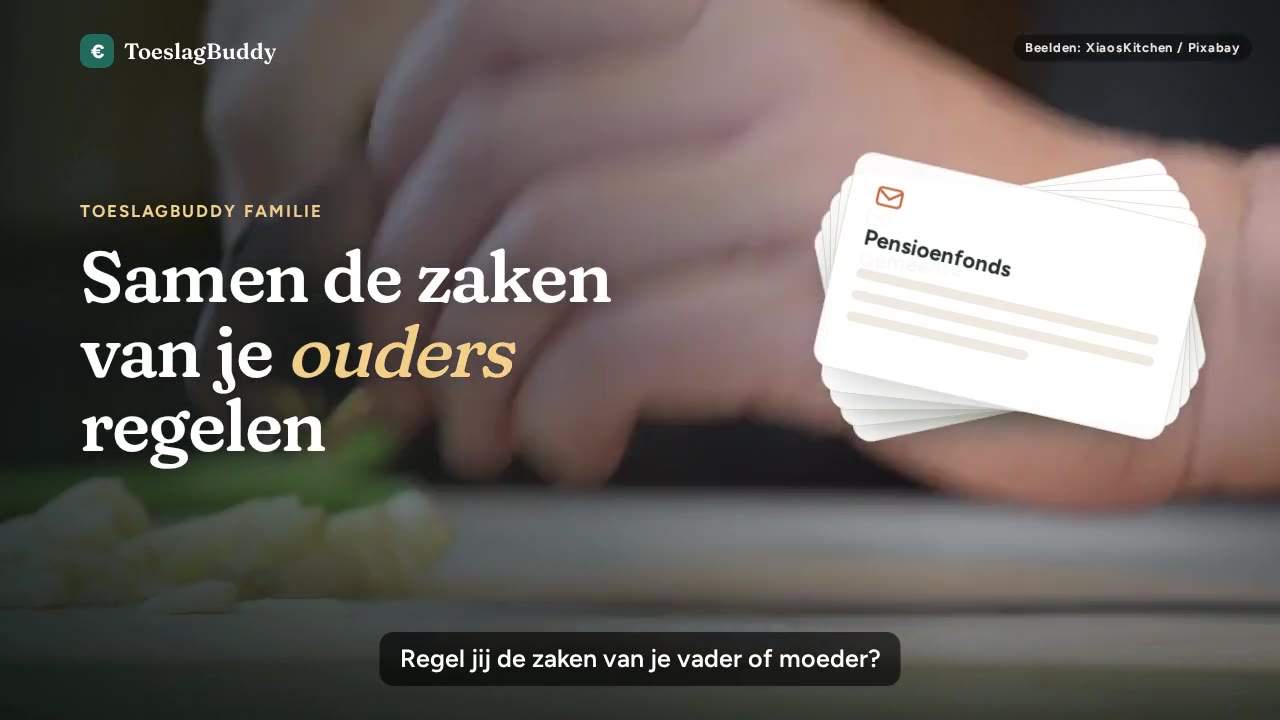 € ToeslagBuddy
Beelden: XiaosKitchen / Pixabay
TOESLAGBUDDY FAMILIE
Samen de zaken
van je ouders
regelen
Pensioenfonds
Regel jij de zaken van je vader of moeder?